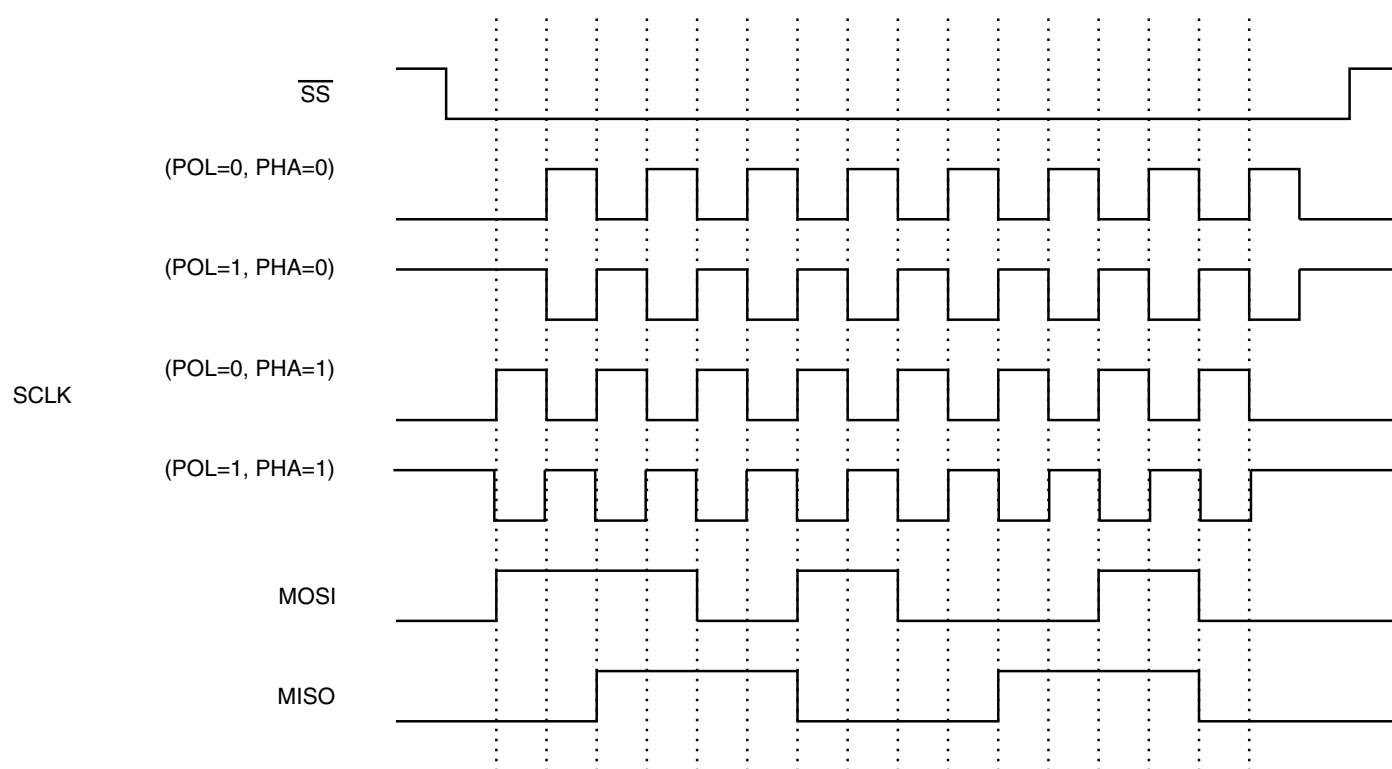 SS
(POL=0, PHA=0)
(POL=1, PHA=0)
(POL=0, PHA=1)
SCLK
(POL=1, PHA=1)
MOSI
MISO